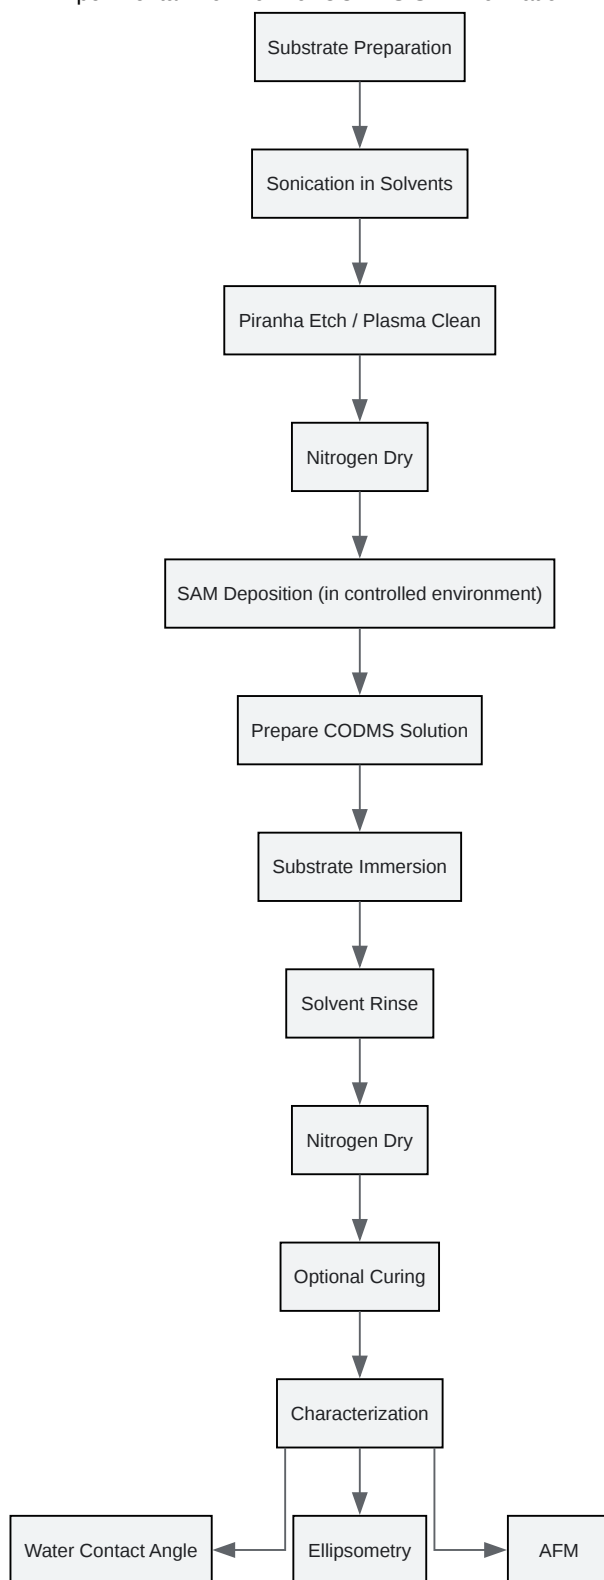 Substrate Preparation
Sonication in Solvents
Piranha Etch / Plasma Clean
Nitrogen Dry
SAM Deposition (in controlled environment)
Prepare CODMS Solution
Substrate Immersion
Solvent Rinse
Nitrogen Dry
Optional Curing
Characterization
Water Contact Angle
Ellipsometry
AFM